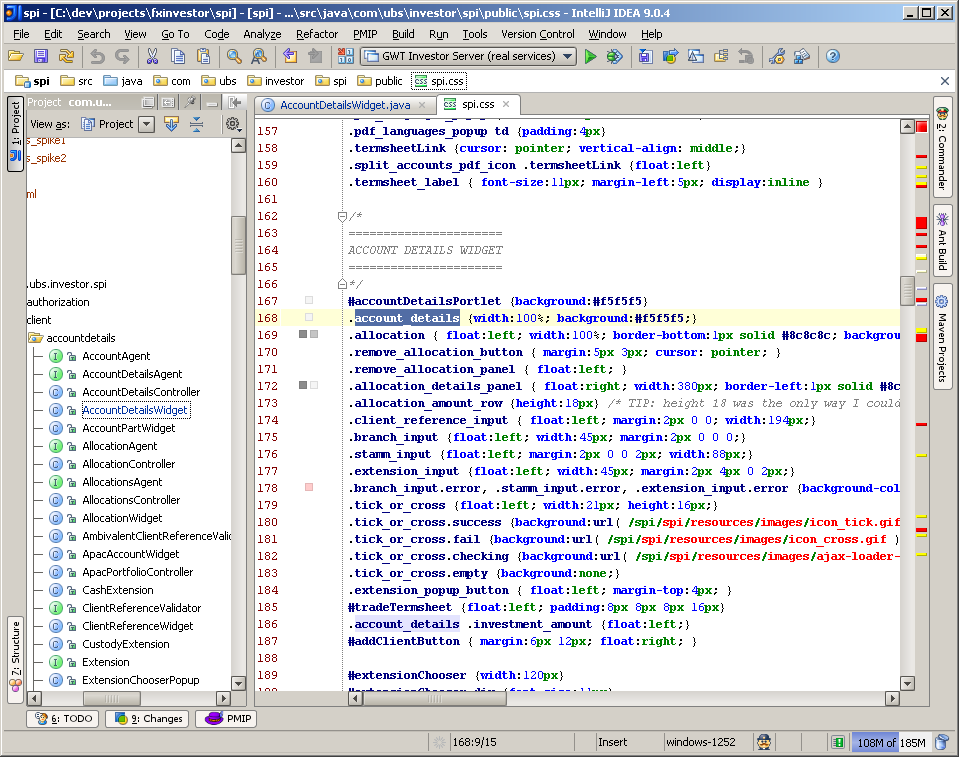 spi - [C:\dev\projects\fxinvestor\spi] - [spi] - ...\src\java\com\ubs\investor\spi\public\spi.css - IntelliJ IDEA 9.0.4
File Edit Search View Go To Code Analyze Refactor PMIP Build Run Tools Version Control Window Help
GWT Investor Server (real services)
spi src java com ubs investor spi public spi.css
Project com.u...
View as: Project
1: Project
7: Structure
s_spike1
s_spike2
ml
.ubs.investor.spi
authorization
client
accountdetails
AccountAgent
AccountDetailsAgent
AccountDetailsController
AccountDetailsWidget
AccountPartWidget
AllocationAgent
AllocationController
AllocationsAgent
AllocationsController
AllocationWidget
AmbivalentClientReferenceValid
ApacAccountWidget
ApacPortfolioController
CashExtension
ClientReferenceValidator
ClientReferenceWidget
CustodyExtension
Extension
ExtensionChooserPopup
AccountDetailsWidget.java spi.css
157 .pdf_languages_popup td {padding:4px}
158 .termsheetLink {cursor: pointer; vertical-align: middle;}
159 .split_accounts_pdf_icon .termsheetLink {float:left}
160 .termsheet_label { font-size:11px; margin-left:5px; display:inline }
161
162 /*
163 ======================
164 ACCOUNT DETAILS WIDGET
165 ======================
166 */
167 #accountDetailsPortlet {background:#f5f5f5}
168 .account_details {width:100%; background:#f5f5f5;}
169 .allocation { float:left; width:100%; border-bottom:1px solid #8c8c8c; backgrou
170 .remove_allocation_button { margin:5px 3px; cursor: pointer; }
171 .remove_allocation_panel { float:left; }
172 .allocation_details_panel { float:right; width:380px; border-left:1px solid #8c
173 .allocation_amount_row {height:18px} /* TIP: height 18 was the only way I could
174 .client_reference_input { float:left; margin:2px 0 0; width:194px;}
175 .branch_input {float:left; width:45px; margin:2px 0 0 0;}
176 .stamm_input {float:left; margin:2px 0 0 2px; width:88px;}
177 .extension_input {float:left; width:45px; margin:2px 4px 0 2px;}
178 .branch_input.error, .stamm_input.error, .extension_input.error {background-col
179 .tick_or_cross {float:left; width:21px; height:16px;}
180 .tick_or_cross.success {background:url( /spi/spi/resources/images/icon_tick.gif
181 .tick_or_cross.fail {background:url( /spi/spi/resources/images/icon_cross.gif )
182 .tick_or_cross.checking {background:url( /spi/spi/resources/images/ajax-loader-
183 .tick_or_cross.empty {background:none;}
184 .extension_popup_button { float:left; margin-top:4px; }
185 #tradeTermsheet {float:left; padding:8px 8px 8px 16px}
186 .account_details .investment_amount {float:left;}
187 #addClientButton { margin:6px 12px; float:right; }
188
189 #extensionChooser {width:120px}
2: Commander
Ant Build
Maven Projects
6: TODO 9: Changes PMIP
168:9/15 Insert windows-1252 108M of 185M